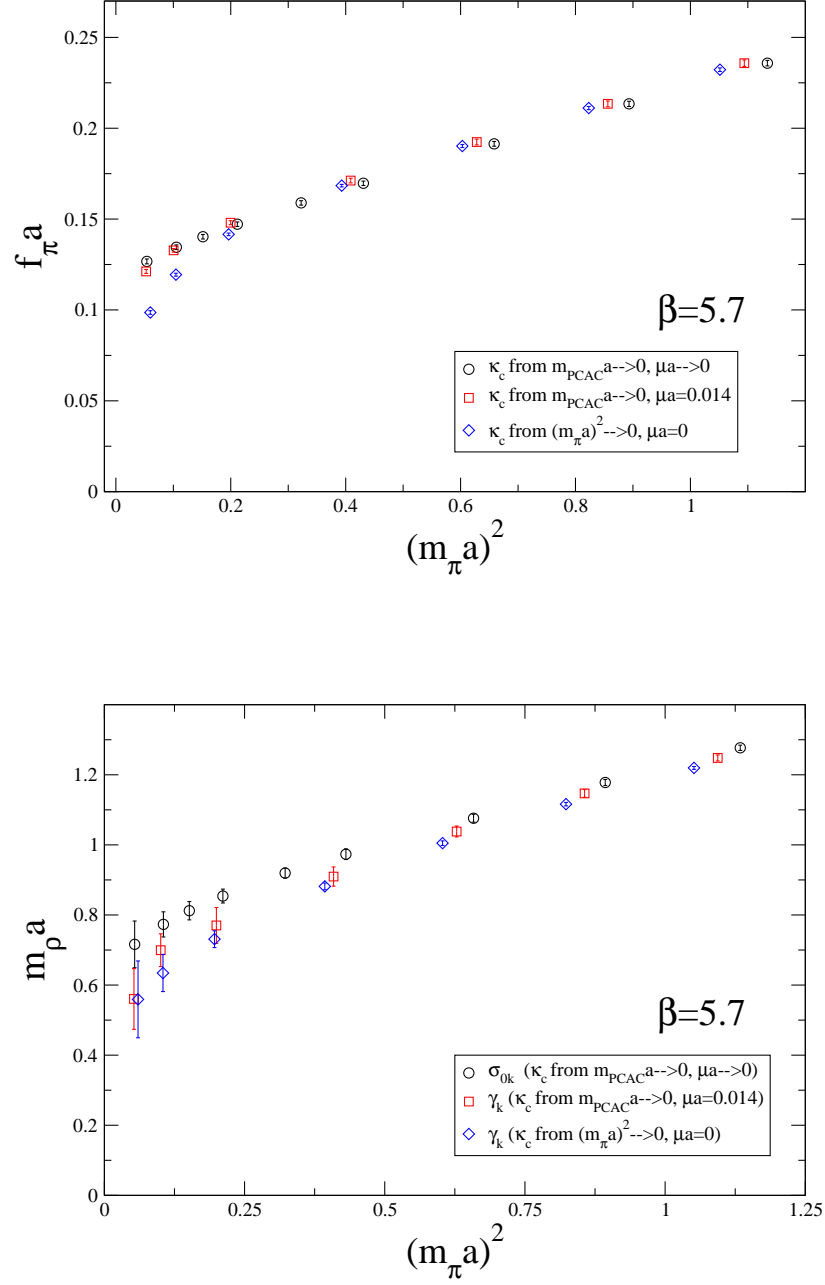 0.25
0.2
0.15
0.1
0.05
0
f_π a
β=5.7
κ_c from m_PCAC a-->0, μa-->0
κ_c from m_PCAC a-->0, μa=0.014
κ_c from (m_π a)^2-->0, μa=0
0 0.2 0.4 0.6 0.8 1
(m_π a)^2
1.2
1
0.8
0.6
0.4
0.2
0
m_ρ a
β=5.7
σ_0k (κ_c from m_PCAC a-->0, μa-->0)
γ_k (κ_c from m_PCAC a-->0, μa=0.014)
γ_k (κ_c from (m_π a)^2-->0, μa=0)
0 0.25 0.5 0.75 1 1.25
(m_π a)^2